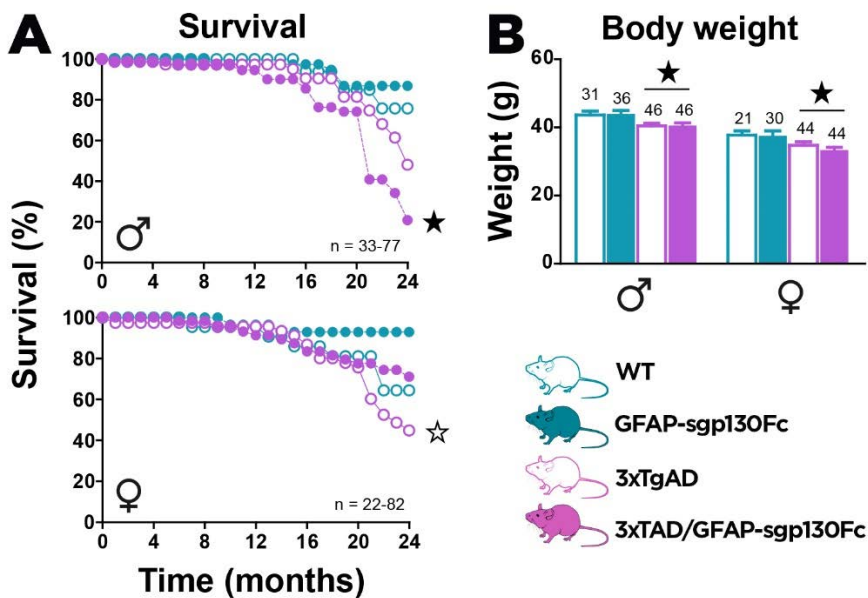 A
Survival
Survival (%)
100
80
60
40
20
0
0 4 8 12 16 20 24
♂
n = 33-77
★
100
80
60
40
20
0
0 4 8 12 16 20 24
♀
n = 22-82
☆
Time (months)
B
Body weight
Weight (g)
60
40
20
0
★
★
31 36 46 46 21 30 44 44
♂ ♀
WT
GFAP-sgp130Fc
3xTgAD
3xTAD/GFAP-sgp130Fc